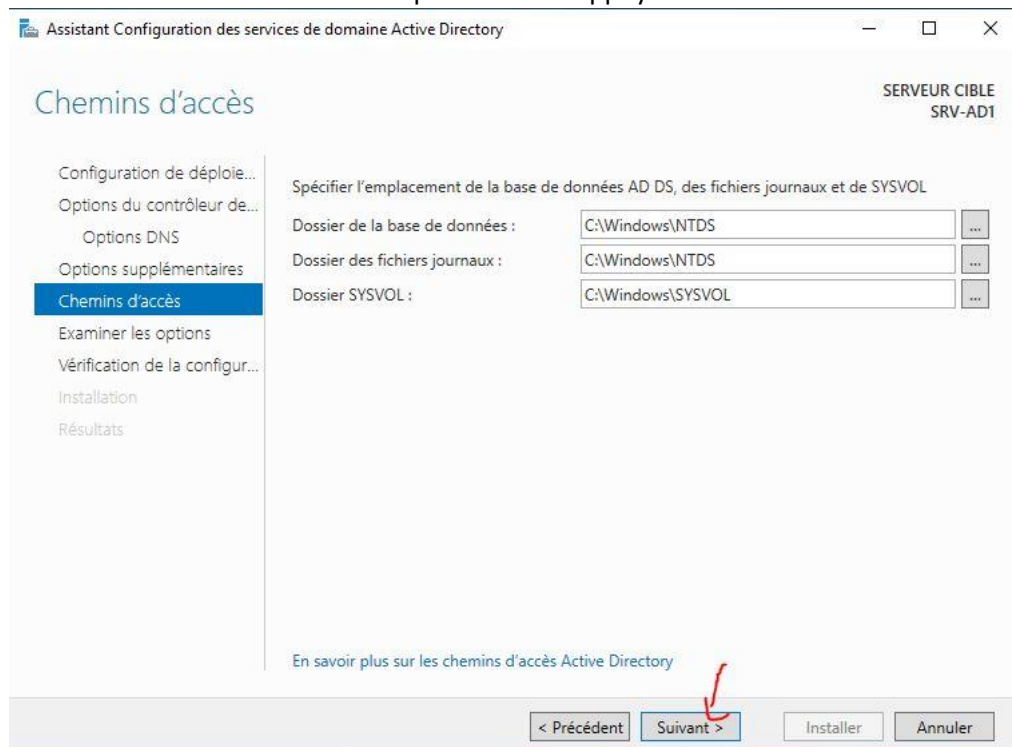 Assistant Configuration des services de domaine Active Directory
Chemins d'accès
SERVEUR CIBLE
SRV-AD1
Configuration de déploie...
Options du contrôleur de...
Options DNS
Options supplémentaires
Chemins d'accès
Examiner les options
Vérification de la configur...
Installation
Résultats
Spécifier l'emplacement de la base de données AD DS, des fichiers journaux et de SYSVOL
Dossier de la base de données : C:\Windows\NTDS ...
Dossier des fichiers journaux : C:\Windows\NTDS ...
Dossier SYSVOL : C:\Windows\SYSVOL ...
En savoir plus sur les chemins d'accès Active Directory
< Précédent Suivant > Installer Annuler